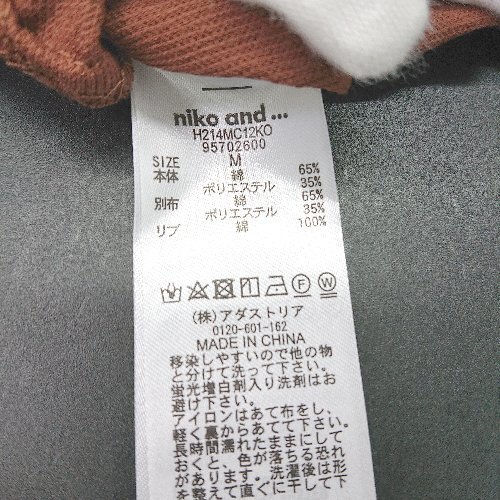 niko and ...
H214MC12KO
95702600
SIZE M
本体 綿 65%
ポリエステル 35%
別布 綿 65%
ポリエステル 35%
リブ 綿 100%
F W
(株)アダストリア
0120-601-162
MADE IN CHINA
移染しやすいので他の物
と分けて洗って下さい。
蛍光増白剤入り洗剤はお
避け下さい。
アイロンはあて布をし、
軽く裏からあてて下さい。
長時間濡れたままにして
おくと、色が落ちる恐れ
があります。洗濯後は形
を整えて直ぐに干して下